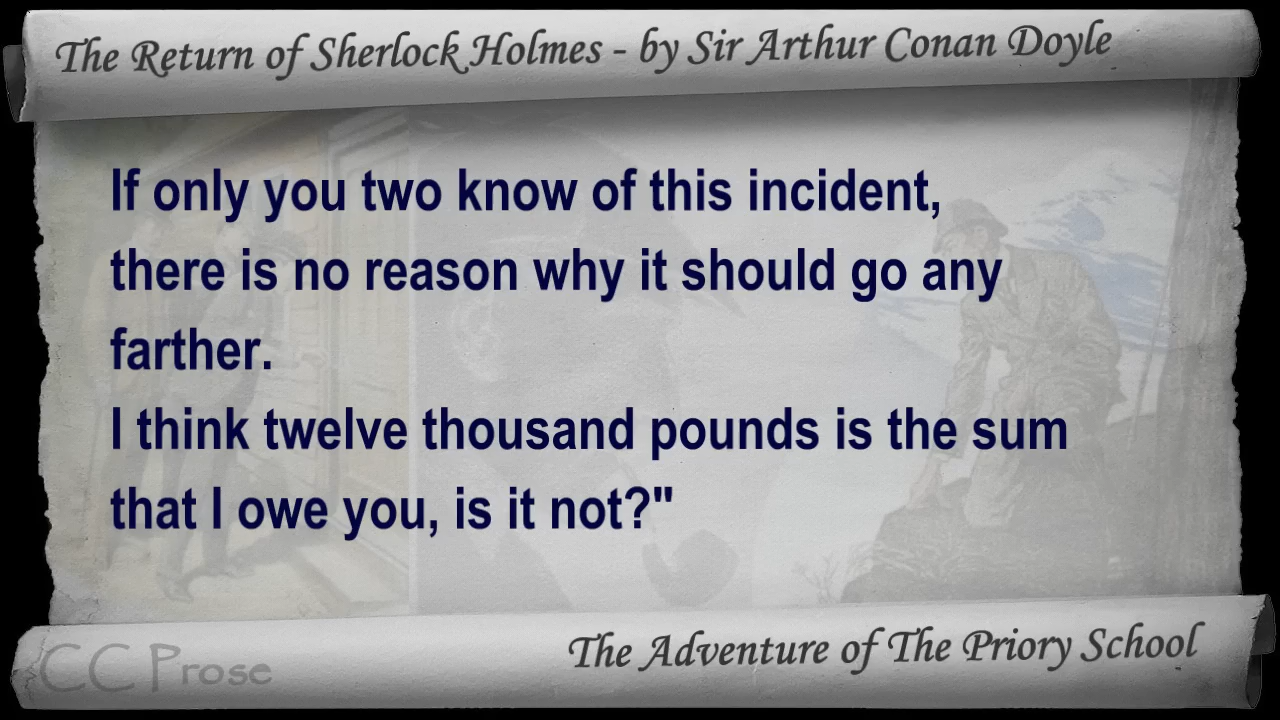 The Return of Sherlock Holmes - by Sir Arthur Conan Doyle
If only you two know of this incident,
there is no reason why it should go any
farther.
I think twelve thousand pounds is the sum
that I owe you, is it not?"
The Adventure of The Priory School
CC Prose